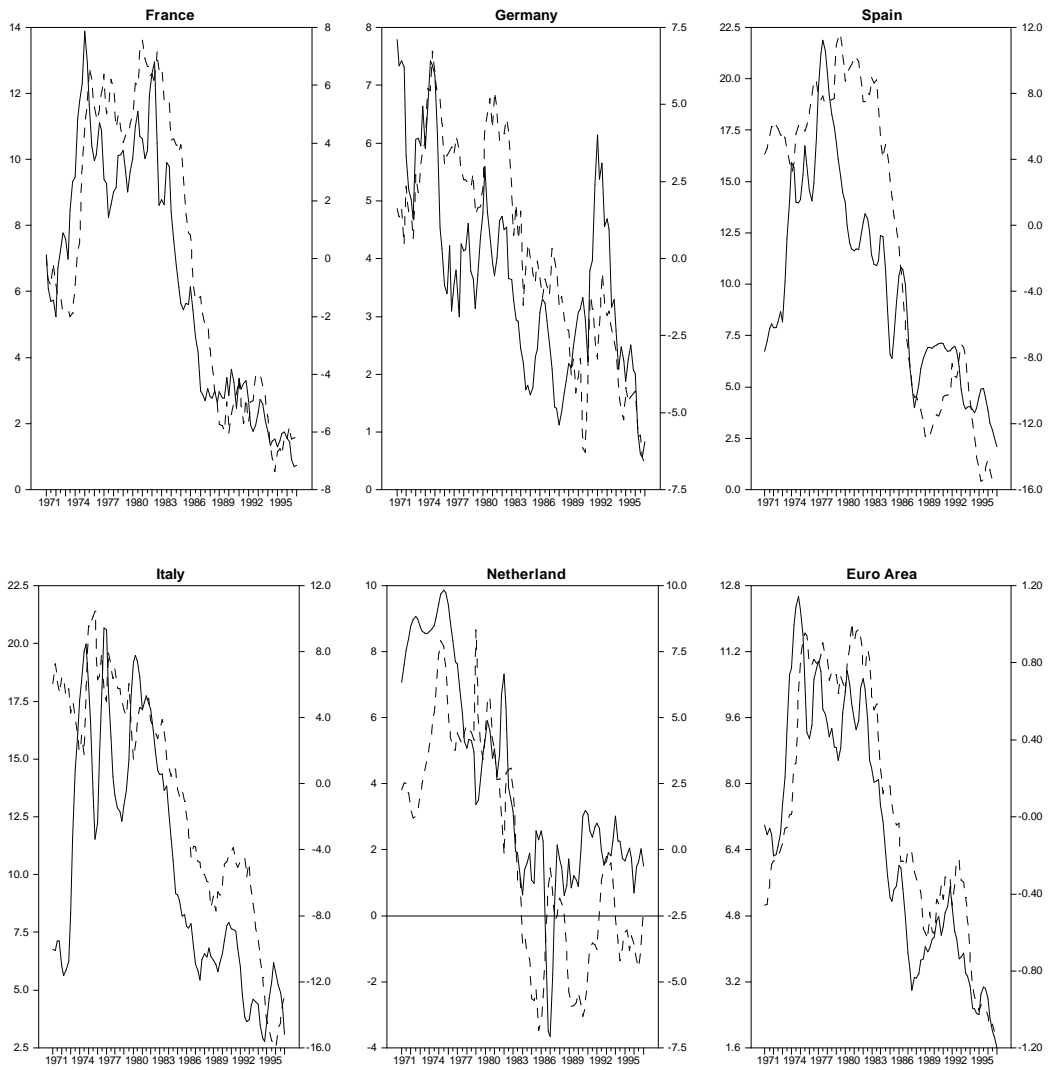 France Germany Spain
14 8 8 7.5 22.5 12.0
12 6 7 5.0 20.0 8.0
10 4 6 2.5 17.5 4.0
8 2 5 0.0 15.0 0.0
6 0 4 -2.5 12.5 -4.0
4 -2 3 -5.0 10.0 -8.0
2 -4 2 -7.5 7.5 -12.0
0 -6 1 5.0 -16.0
-8 0 2.5
0.0
1971 1974 1977 1980 1983 1989 1992 1995 1971 1974 1977 1980 1983 1989 1992 1995 1971 1974 1977 1980 1983 1989 1992 1995
Italy Netherland Euro Area
22.5 12.0 10 10.0 12.8 1.20
20.0 8.0 8 7.5 11.2 0.80
17.5 4.0 6 5.0 9.6 0.40
15.0 0.0 4 2.5 8.0 -0.00
12.5 -4.0 2 0.0 6.4 -0.40
10.0 -8.0 0 -2.5 4.8 -0.80
7.5 -12.0 -2 -5.0 3.2 -1.20
5.0 -16.0 -4 -7.5 1.6
2.5
1971 1974 1977 1980 1983 1989 1992 1995 1971 1974 1977 1980 1983 1989 1992 1995 1971 1974 1977 1980 1983 1989 1992 1995